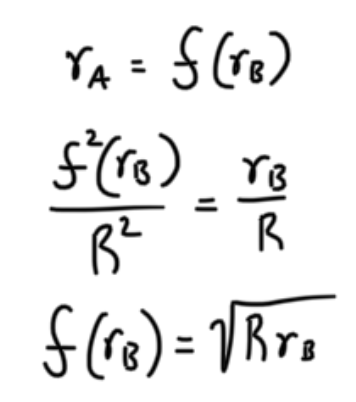 r_A = f(r_B)
f²(r_B)/R² = r_B/R
f(r_B) = √(R r_B)